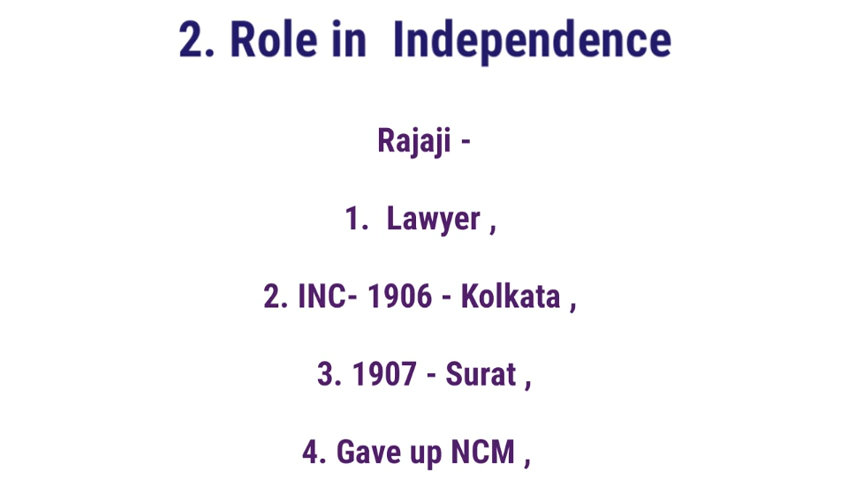 2. Role in Independence
Rajaji -
1. Lawyer ,
2. INC- 1906 - Kolkata ,
3. 1907 - Surat ,
4. Gave up NCM ,